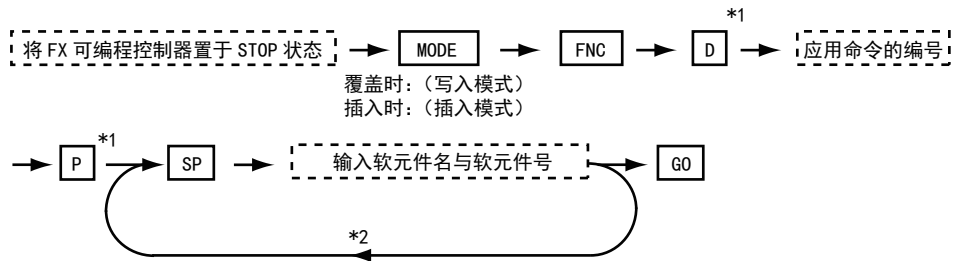 *1
将 FX 可编程控制器置于 STOP 状态 MODE FNC D 应用命令的编号
覆盖时：（写入模式）
插入时：（插入模式）
*1
P SP 输入软元件名与软元件号 GO
*2